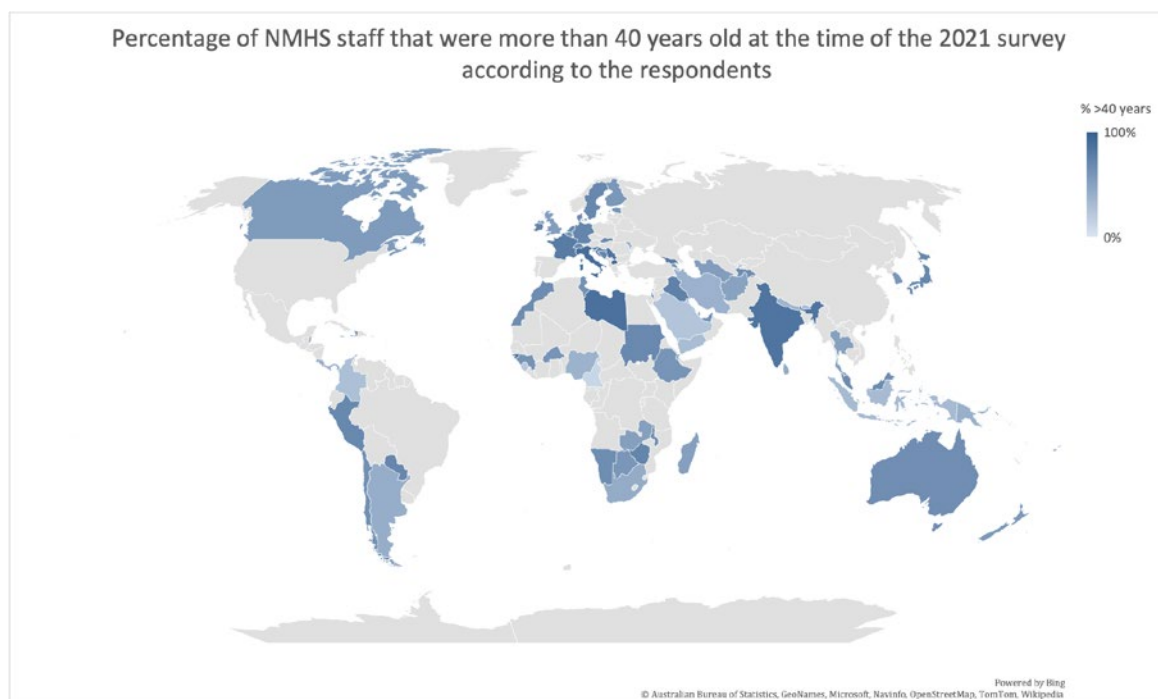 Percentage of NMHS staff that were more than 40 years old at the time of the 2021 survey
according to the respondents
% >40 years
100%
0%
Powered by Bing
© Australian Bureau of Statistics, GeoNames, Microsoft, Navinfo, OpenStreetMap, TomTom, Wikipedia